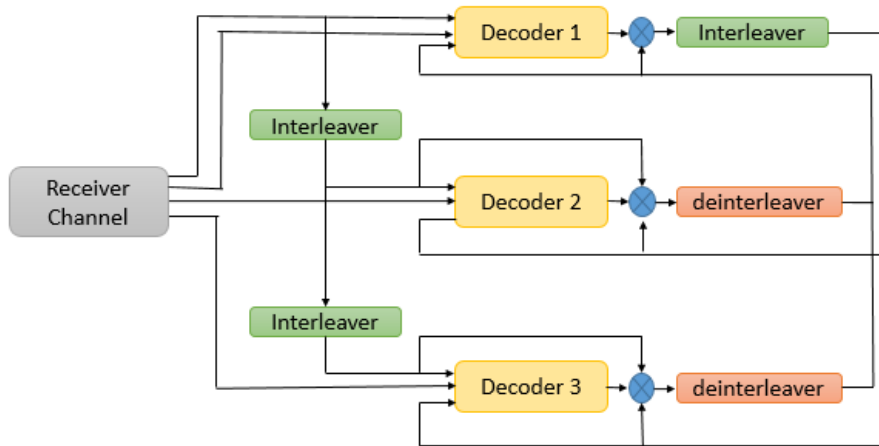 Decoder 1
Interleaver
Interleaver
Receiver
Channel
Decoder 2
deinterleaver
Interleaver
Decoder 3
deinterleaver